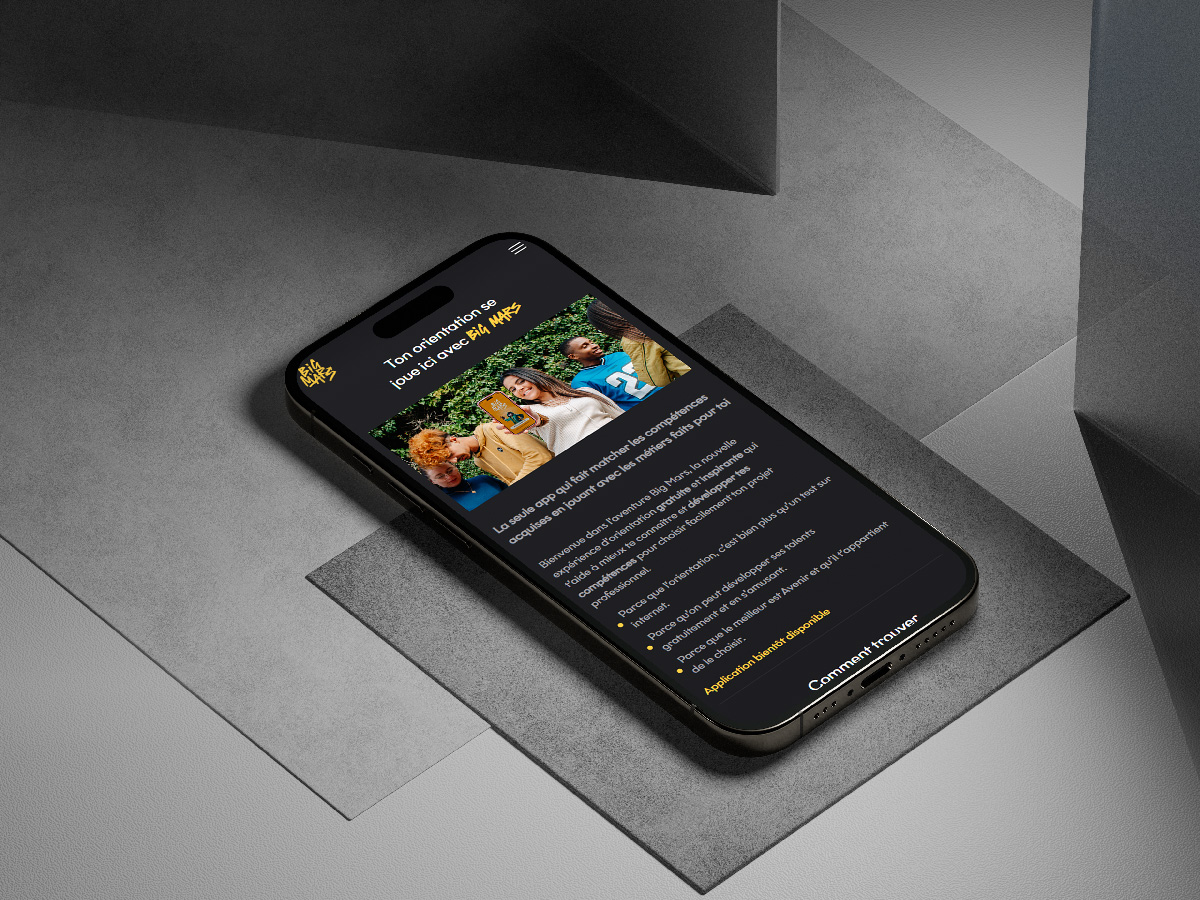 BiG
MARS
Ton orientation se
joue ici avec BiG MARS
22
La seule app qui fait matcher les compétences
acquises en jouant avec les métiers faits pour toi
Bienvenue dans l'aventure Big Mars, la nouvelle
expérience d'orientation gratuite et inspirante qui
t'aide à mieux te connaître et développer tes
compétences pour choisir facilement ton projet
professionnel.
Parce que l'orientation, c'est bien plus qu'un test sur
internet.
Parce qu'on peut développer ses talents
gratuitement et en s'amusant.
Parce que le meilleur est Avenir et qu'il t'appartient
de le choisir.
Application bientôt disponible
Comment trouver